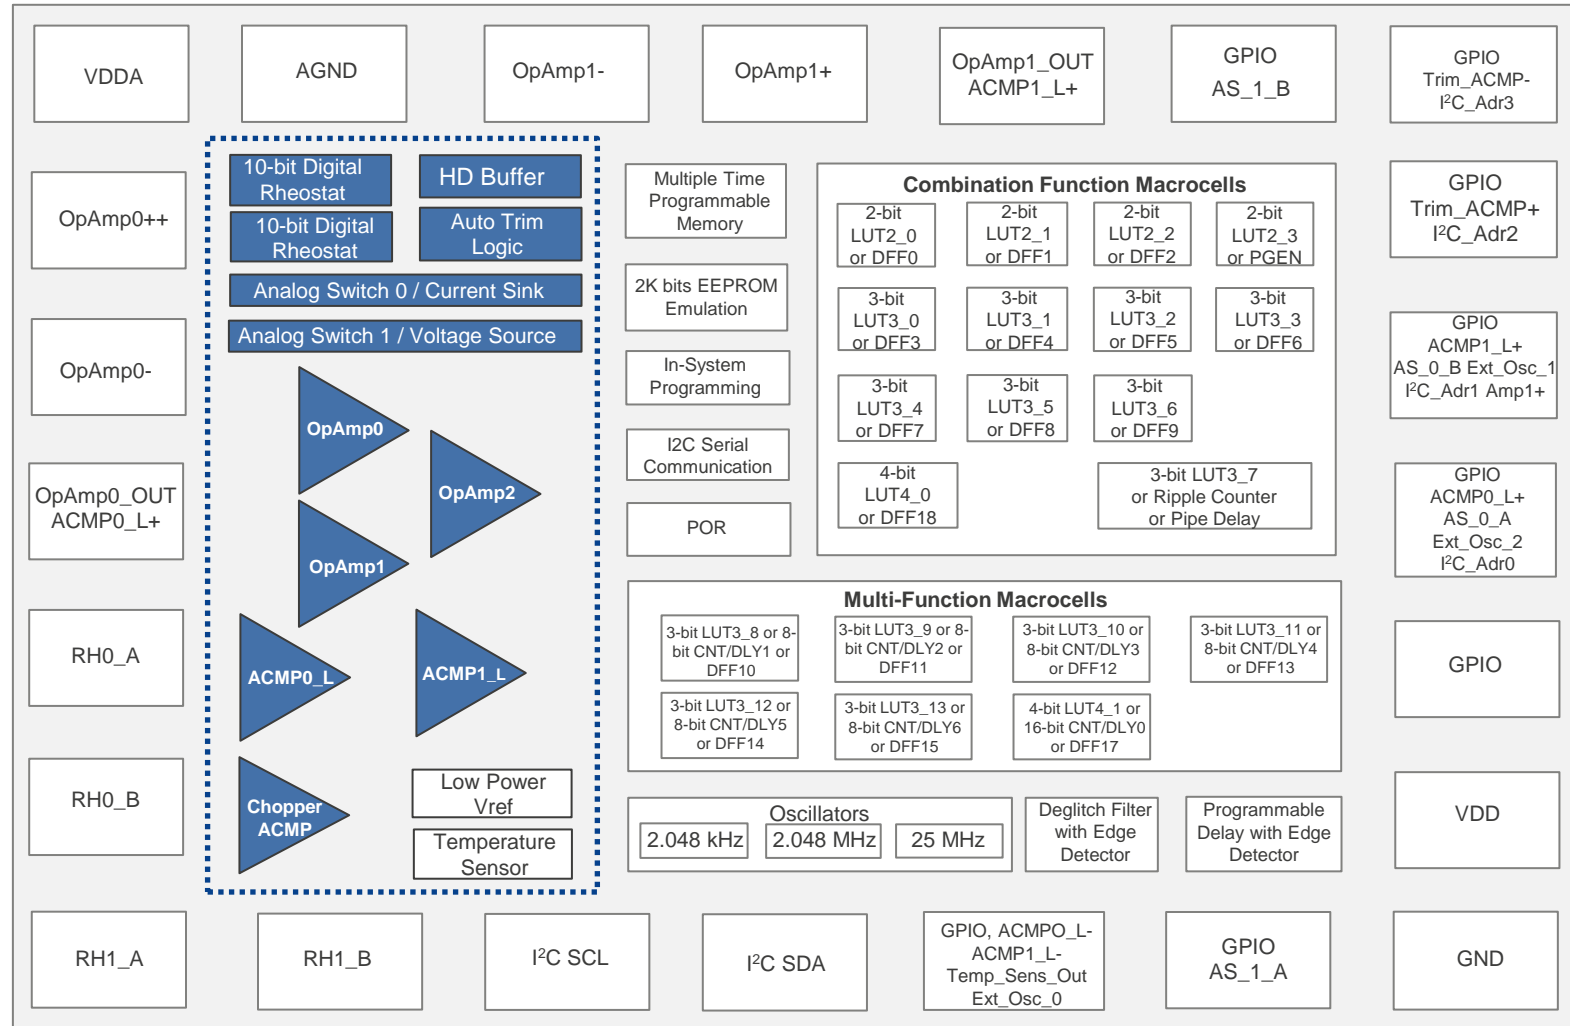 VDDA
AGND
OpAmp1-
OpAmp1+
OpAmp1_OUT
ACMP1_L+
GPIO
AS_1_B
GPIO
Trim_ACMP-
I²C_Adr3
OpAmp0++
OpAmp0-
OpAmp0_OUT
ACMP0_L+
RH0_A
RH0_B
10-bit Digital
Rheostat
HD Buffer
10-bit Digital
Rheostat
Auto Trim
Logic
Analog Switch 0 / Current Sink
Analog Switch 1 / Voltage Source
OpAmp0
OpAmp2
OpAmp1
ACMP0_L
ACMP1_L
Chopper
ACMP
Low Power
Vref
Temperature
Sensor
Multiple Time
Programmable
Memory
2K bits EEPROM
Emulation
In-System
Programming
I2C Serial
Communication
POR
Combination Function Macrocells
2-bit
LUT2_0
or DFF0
2-bit
LUT2_1
or DFF1
2-bit
LUT2_2
or DFF2
2-bit
LUT2_3
or PGEN
3-bit
LUT3_0
or DFF3
3-bit
LUT3_1
or DFF4
3-bit
LUT3_2
or DFF5
3-bit
LUT3_3
or DFF6
3-bit
LUT3_4
or DFF7
3-bit
LUT3_5
or DFF8
3-bit
LUT3_6
or DFF9
4-bit
LUT4_0
or DFF18
3-bit LUT3_7
or Ripple Counter
or Pipe Delay
Multi-Function Macrocells
3-bit LUT3_8 or 8-
bit CNT/DLY1 or
DFF10
3-bit LUT3_9 or 8-
bit CNT/DLY2 or
DFF11
3-bit LUT3_10 or
8-bit CNT/DLY3
or DFF12
3-bit LUT3_11 or
8-bit CNT/DLY4
or DFF13
3-bit LUT3_12 or
8-bit CNT/DLY5
or DFF14
3-bit LUT3_13 or
8-bit CNT/DLY6
or DFF15
4-bit LUT4_1 or
16-bit CNT/DLY0
or DFF17
Oscillators
2.048 kHz
2.048 MHz
25 MHz
Deglitch Filter
with Edge
Detector
Programmable
Delay with Edge
Detector
GPIO
Trim_ACMP+
I²C_Adr2
GPIO
ACMP1_L+
AS_0_B Ext_Osc_1
I²C_Adr1 Amp1+
GPIO
ACMP0_L+
AS_0_A
Ext_Osc_2
I²C_Adr0
GPIO
VDD
RH1_A
RH1_B
I²C SCL
I²C SDA
GPIO, ACMPO_L-
ACMP1_L-
Temp_Sens_Out
Ext_Osc_0
GPIO
AS_1_A
GND